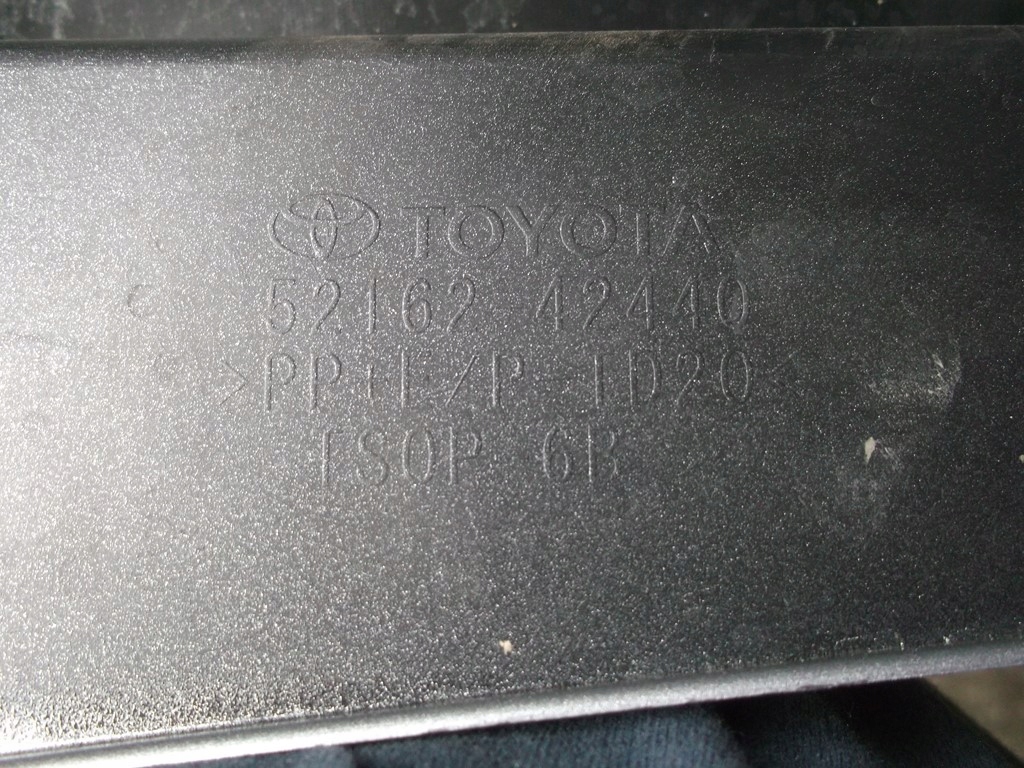 TOYOTA
52162-42440
>PP+E/P-TD20<
TSOP 6B